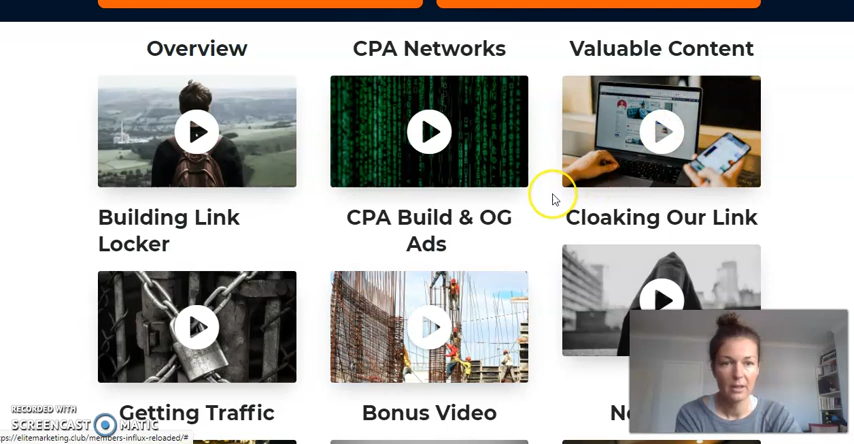 Overview
CPA Networks
Valuable Content
Building Link
Locker
CPA Build & OG
Ads
Cloaking Our Link
Getting Traffic
Bonus Video
RECORDED WITH
SCREENCAST MATIC
elitemarketing.club/members-influx-reloaded/#